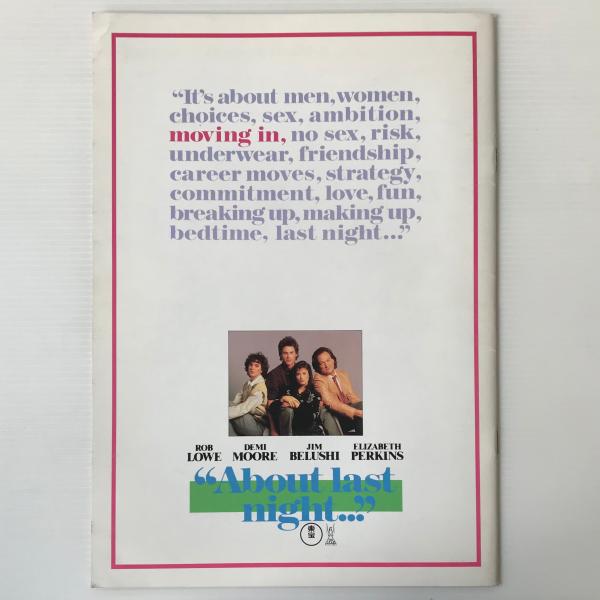 “It's about men, women,
choices, sex, ambition,
moving in, no sex, risk,
underwear, friendship,
career moves, strategy,
commitment, love, fun,
breaking up, making up,
bedtime, last night...”
ROB LOWE DEMI MOORE JIM BELUSHI ELIZABETH PERKINS
“About last
night...”
東宝